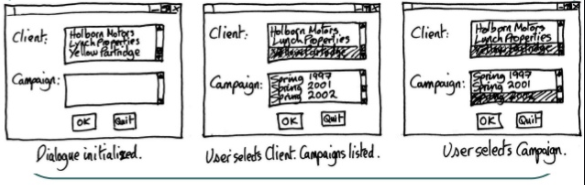 Client:
Holborn Motors
Lynch Properties
Yellow Partridge
Campaign:
OK
Quit
Dialogue initialized.
Client:
Holborn Motors
Lynch Properties
Yellow Partridge
Campaign:
Spring 1997
Spring 2001
Spring 2002
OK
Quit
User selects Client. Campaigns listed.
Client:
Holborn Motors
Lynch Properties
Yellow Partridge
Campaign:
Spring 1997
Spring 2001
Spring 2002
OK
Quit
User selects Campaign.